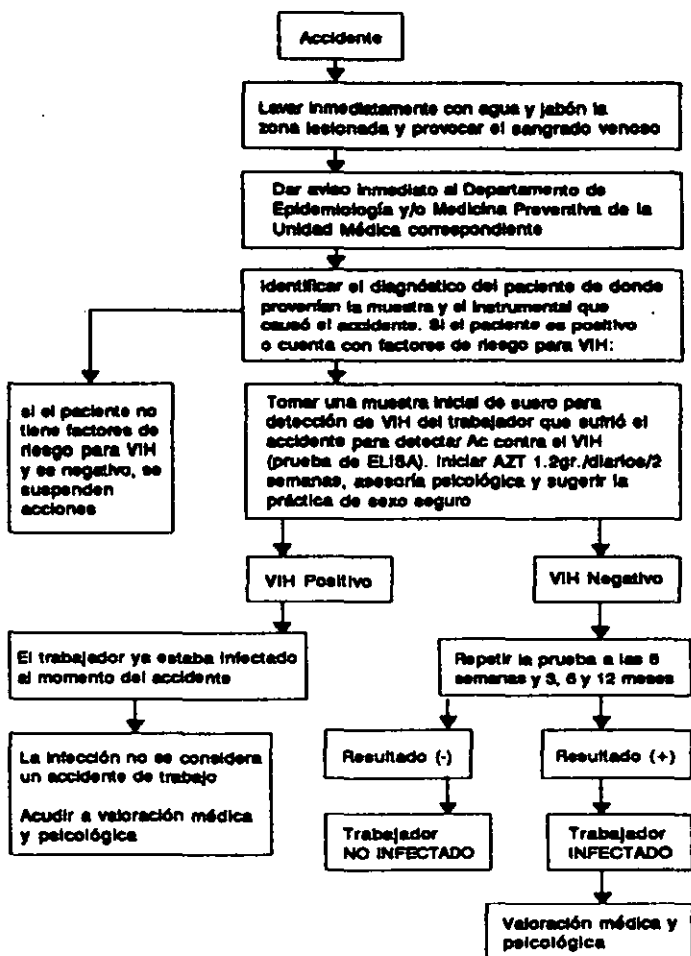 Accidente
Lavar inmediatamente con agua y jabón la
zona lesionada y provocar el sangrado venoso
Dar aviso inmediato al Departamento de
Epidemiología y/o Medicina Preventiva de la
Unidad Médica correspondiente
Identificar el diagnóstico del paciente de donde
provenían la muestra y el instrumental que
causó el accidente. Si el paciente es positivo
o cuenta con factores de riesgo para VIH:
si el paciente no
tiene factores de
riesgo para VIH
y es negativo, se
suspenden
acciones
Tomar una muestra inicial de suero para
detección de VIH del trabajador que sufrió el
accidente para detectar Ac contra el VIH
(prueba de ELISA). Iniciar AZT 1.2gr./diarios/2
semanas, asesoría psicológica y sugerir la
práctica de sexo seguro
VIH Positivo
VIH Negativo
El trabajador ya estaba infectado
al momento del accidente
Repetir la prueba a las
semanas y 3, 6 y 12 meses
La infección no se considera
un accidente de trabajo
Acudir a valoración médica
y psicológica
Resultado (-)
Resultado (+)
Trabajador
NO INFECTADO
Trabajador
INFECTADO
Valoración médica y
psicológica